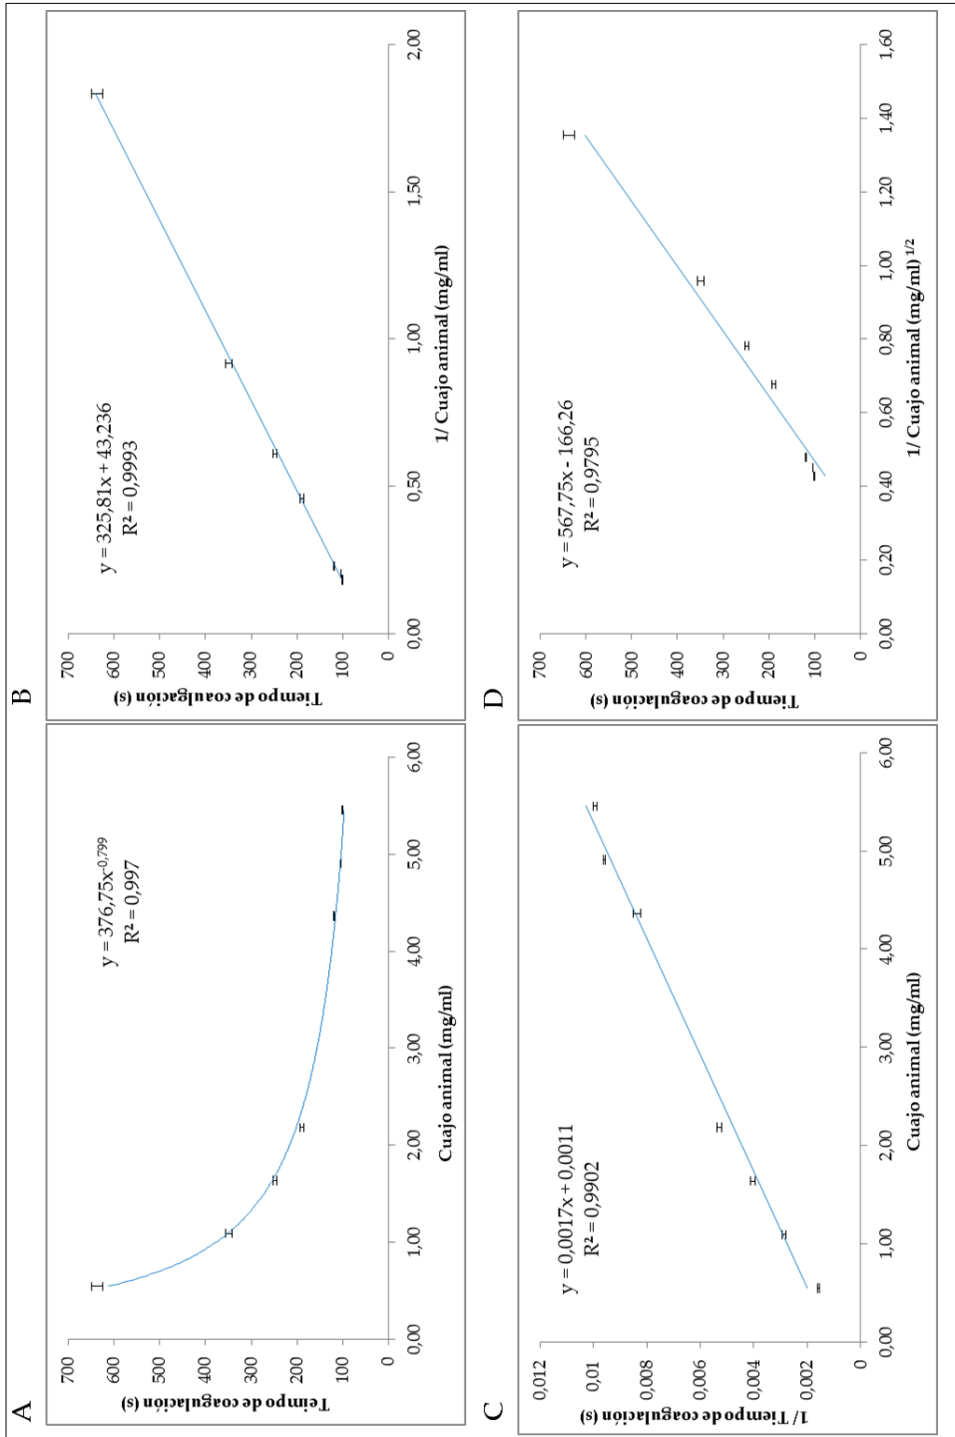 A
y = 376,75x^-0,799
R² = 0,997
Teimpo de coagulación (s)
700
600
500
400
300
200
100
0
0,00
1,00
2,00
3,00
4,00
5,00
6,00
Cuajo animal (mg/ml)
B
y = 325,81x + 43,236
R² = 0,9993
Tiempo de coaulgación (s)
700
600
500
400
300
200
100
0
0,00
0,50
1,00
1,50
2,00
1/ Cuajo animal (mg/ml)
C
y = 0,0017x + 0,0011
R² = 0,9902
1/ Tiempo de coagulación (s)
0,012
0,01
0,008
0,006
0,004
0,002
0
0,00
1,00
2,00
3,00
4,00
5,00
6,00
Cuajo animal (mg/ml)
D
y = 567,75x - 166,26
R² = 0,9795
Tiempo de coagulación (s)
700
600
500
400
300
200
100
0
0,00
0,20
0,40
0,60
0,80
1,00
1,20
1,40
1,60
1/ Cuajo animal (mg/ml) ^1/2